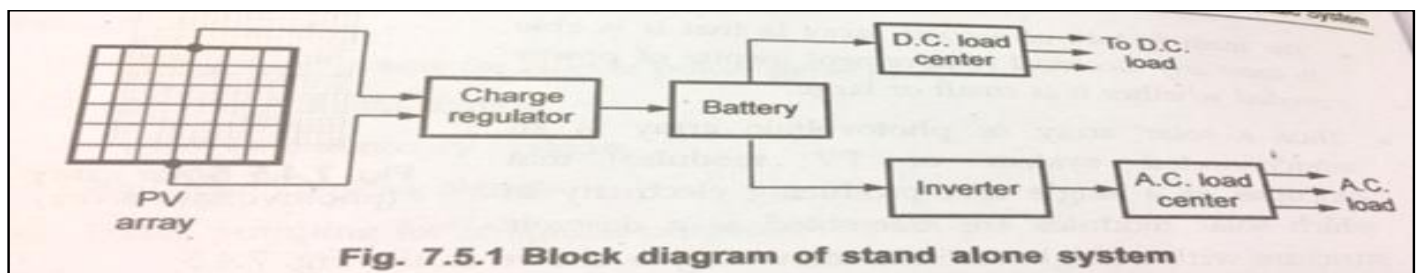 System
PV
array
Charge
regulator
Battery
D.C. load
center
To D.C.
load
Inverter
A.C. load
center
A.C.
load
Fig. 7.5.1 Block diagram of stand alone system